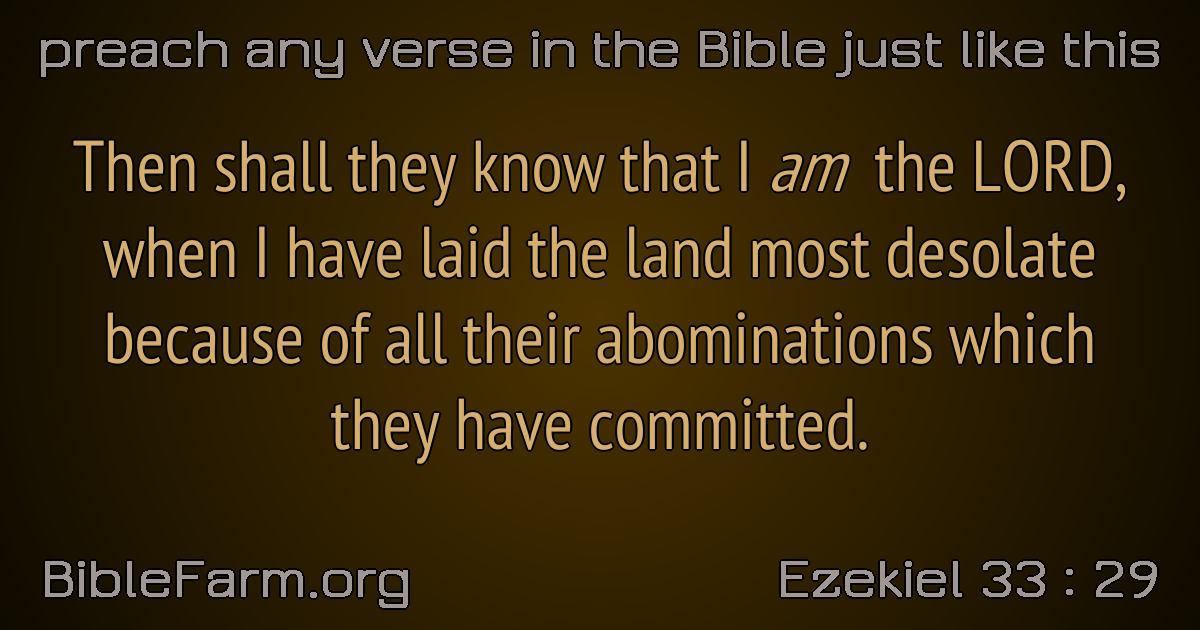 preach any verse in the Bible just like this
Then shall they know that I am the LORD,
when I have laid the land most desolate
because of all their abominations which
they have committed.
BibleFarm.org
Ezekiel 33 : 29